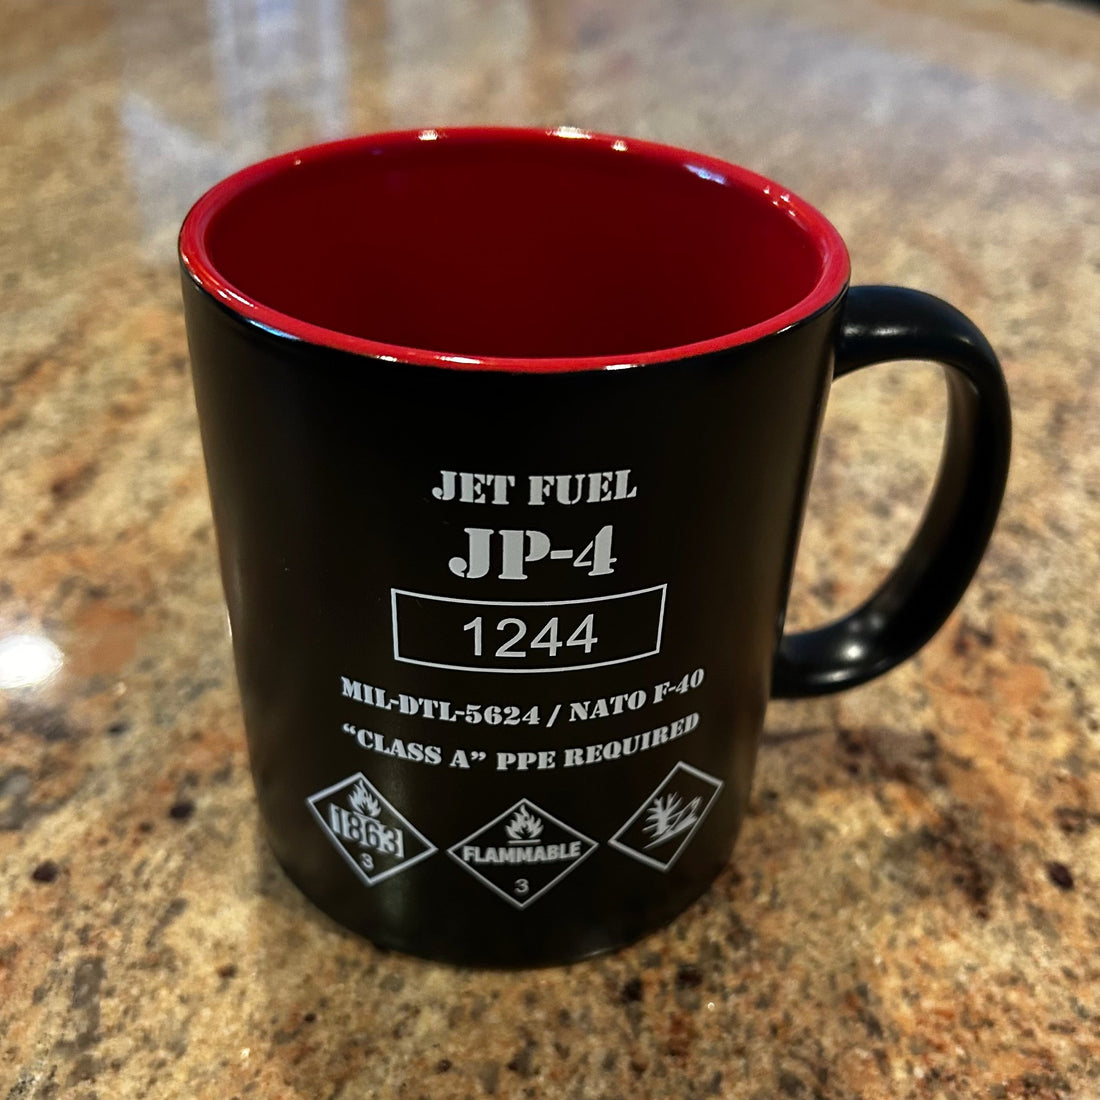 JET FUEL
JP-4
1244
MIL-DTL-5624 / NATO F-40
“CLASS A” PPE REQUIRED
1863
3
FLAMMABLE
3